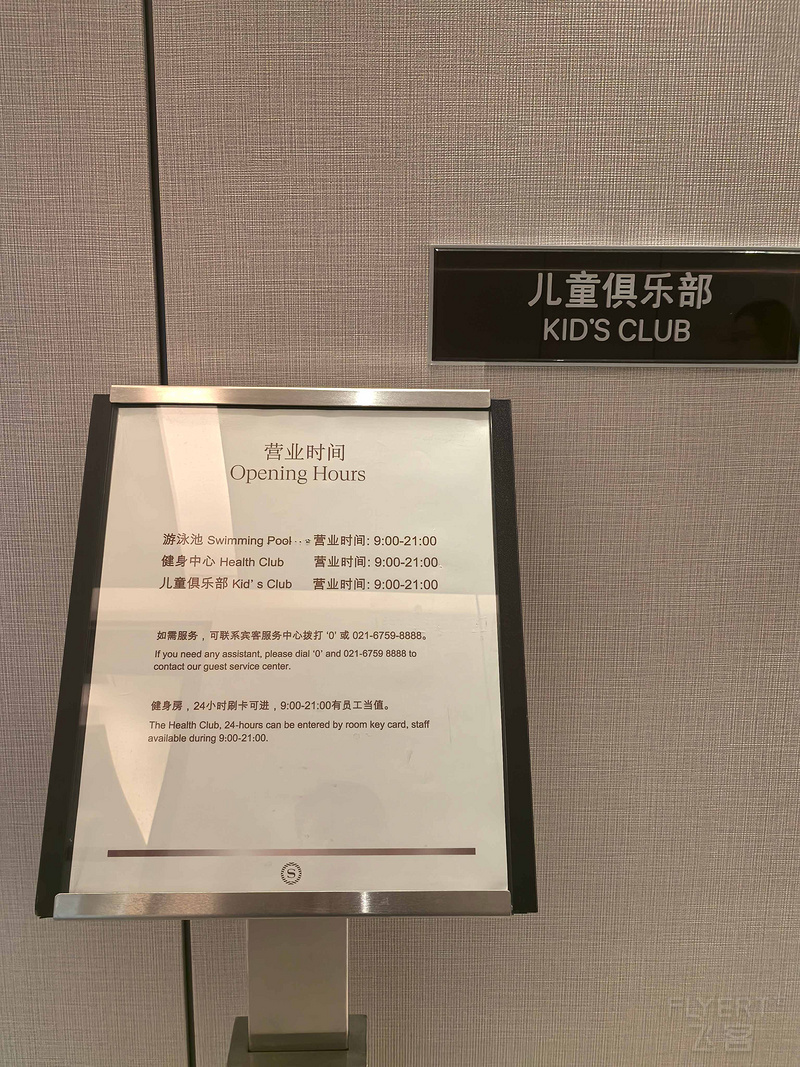 儿童俱乐部
KID'S CLUB
营业时间
Opening Hours
游泳池 Swimming Pool 营业时间: 9:00-21:00
健身中心 Health Club 营业时间: 9:00-21:00
儿童俱乐部 Kid's Club 营业时间: 9:00-21:00
如需服务，可联系宾客服务中心拨打 '0' 或 021-6759-8888。
If you need any assistant, please dial '0' and 021-6759 8888 to
contact our guest service center.
健身房，24小时刷卡可进，9:00-21:00有员工当值。
The Health Club, 24-hours can be entered by room key card, staff
available during 9:00-21:00.
S
FLYERT
飞客